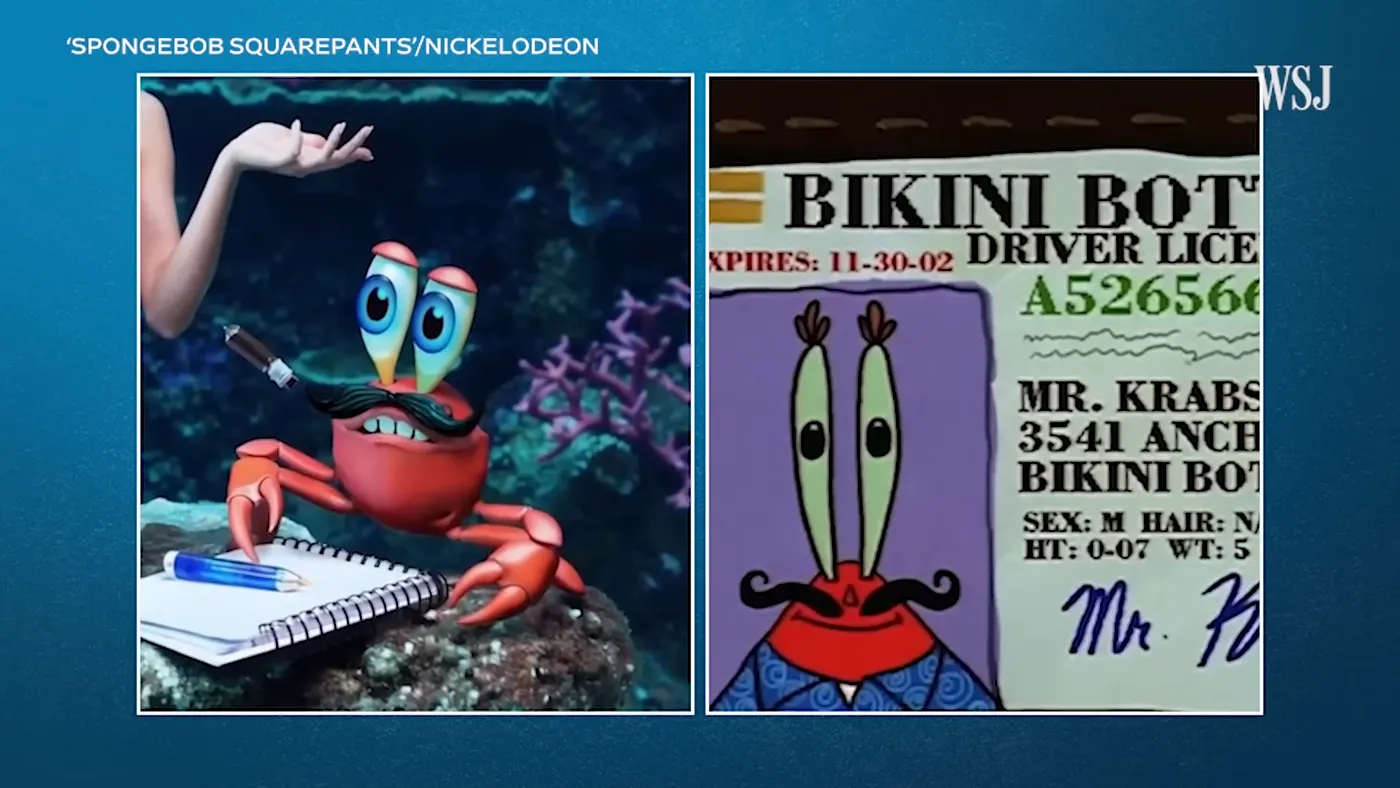 ‘SPONGEBOB SQUAREPANTS’/NICKELODEON
WSJ
BIKINI BOT
DRIVER LICE
XPIRES: 11-30-02
A526566
MR. KRABS
3541 ANCH
BIKINI BOT
SEX: M HAIR: N/
HT: 0-07 WT: 5
Mr. K